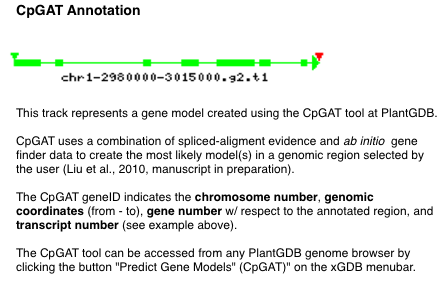 CpGAT Annotation
chr1-2980000-3015000.g2.t1
This track represents a gene model created using the CpGAT tool at PlantGDB.
CpGAT uses a combination of spliced-aligment evidence and ab initio gene
finder data to create the most likely model(s) in a genomic region selected by
the user (Liu et al., 2010, manuscript in preparation).
The CpGAT geneID indicates the chromosome number, genomic
coordinates (from - to), gene number w/ respect to the annotated region, and
transcript number (see example above).
The CpGAT tool can be accessed from any PlantGDB genome browser by
clicking the button "Predict Gene Models" (CpGAT)" on the xGDB menubar.